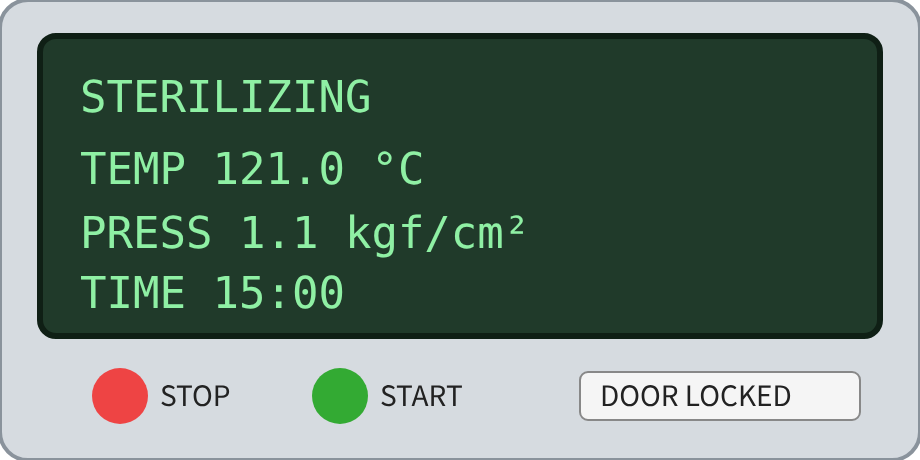 STERILIZING
TEMP 121.0 °C
PRESS 1.1 kgf/cm²
TIME 15:00
STOP
START
DOOR LOCKED